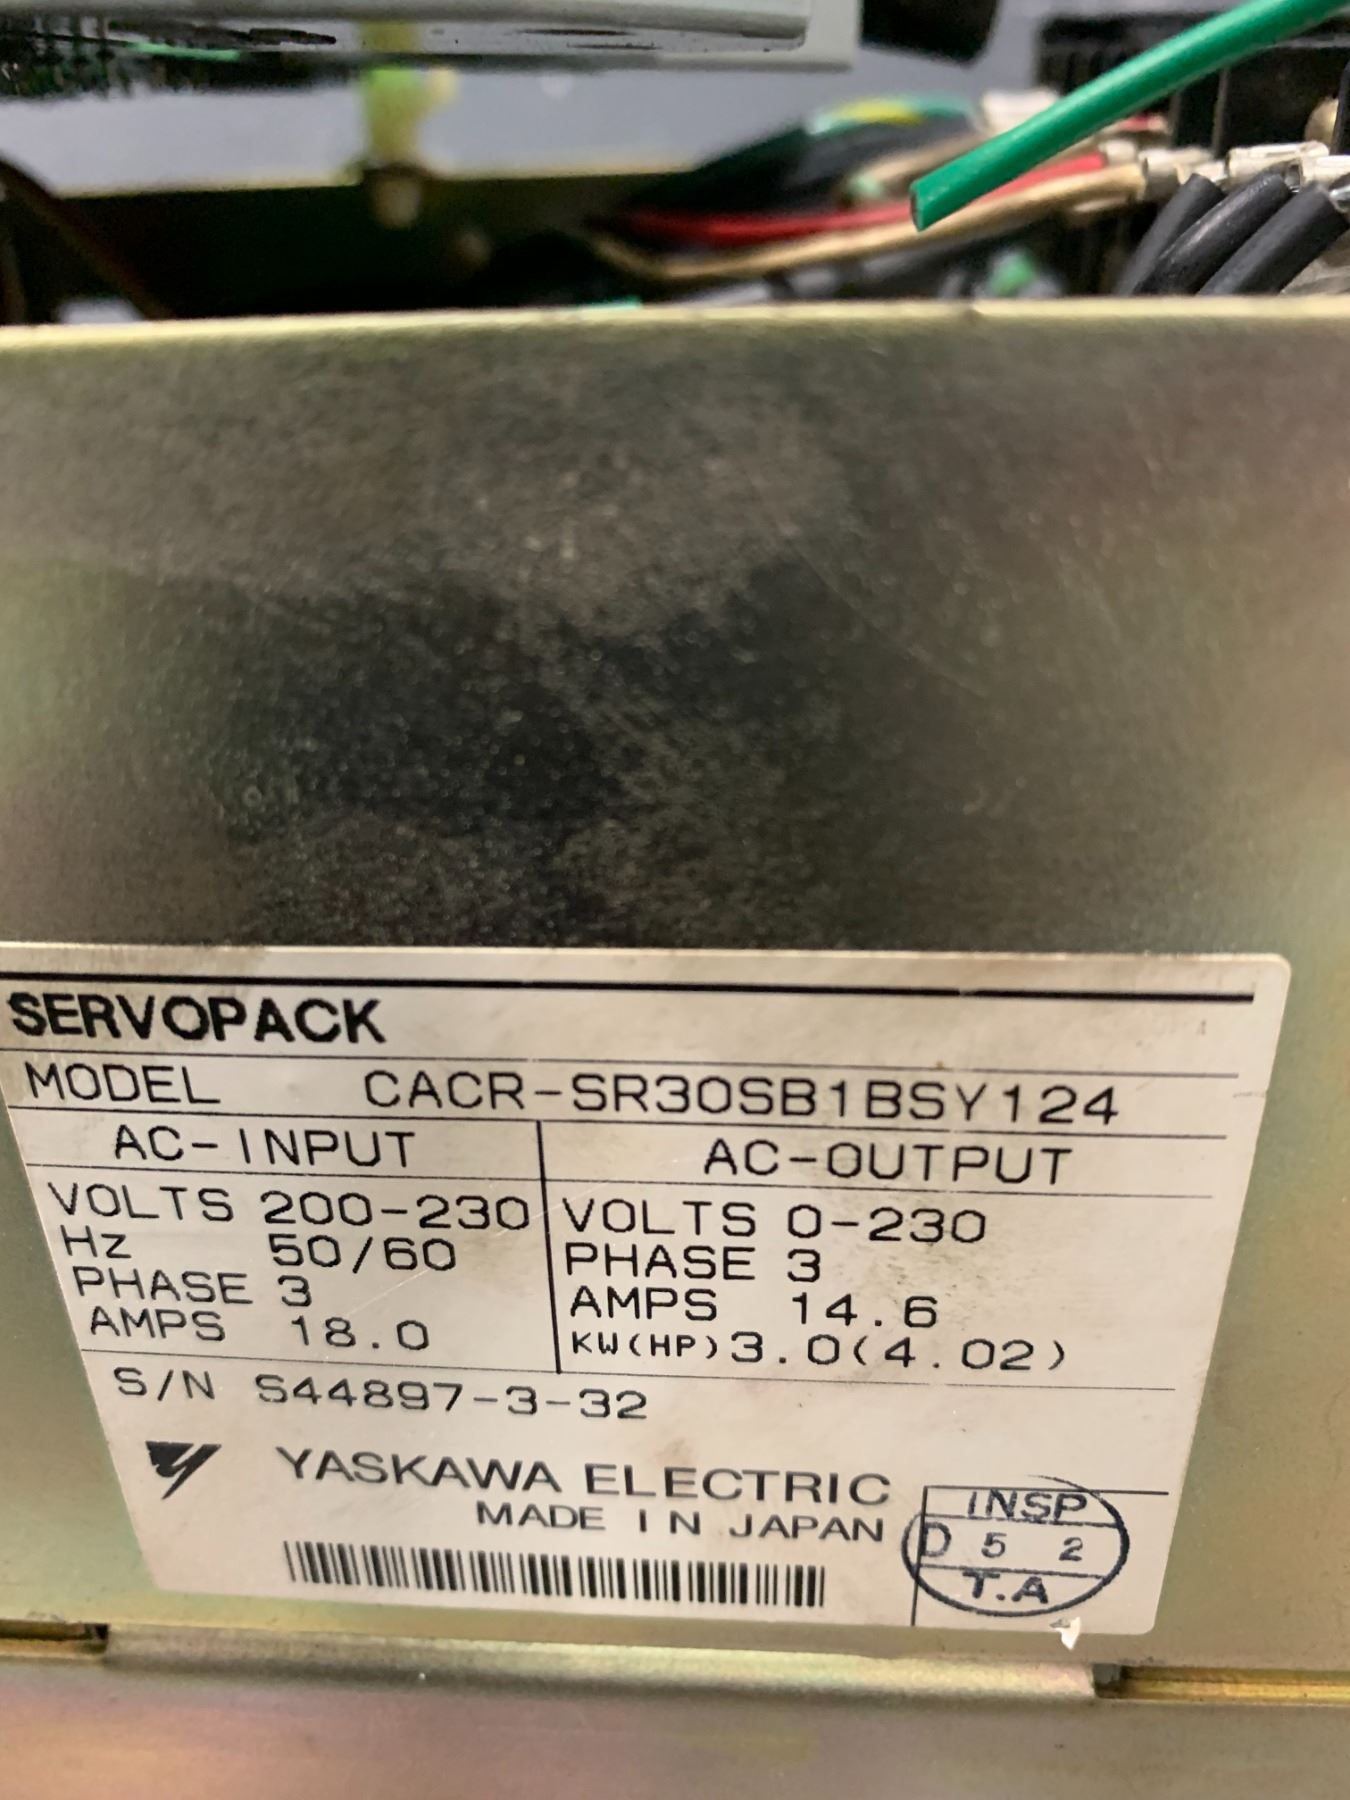 SERVOPACK
MODEL CACR-SR30SB1BSY124
AC-INPUT AC-OUTPUT
VOLTS 200-230 VOLTS 0-230
Hz 50/60 PHASE 3
PHASE 3 AMPS 14.6
AMPS 18.0 KW(HP)3.0(4.02)
S/N S44897-3-32
YASKAWA ELECTRIC
MADE IN JAPAN
INSP
D 5 2
T.A